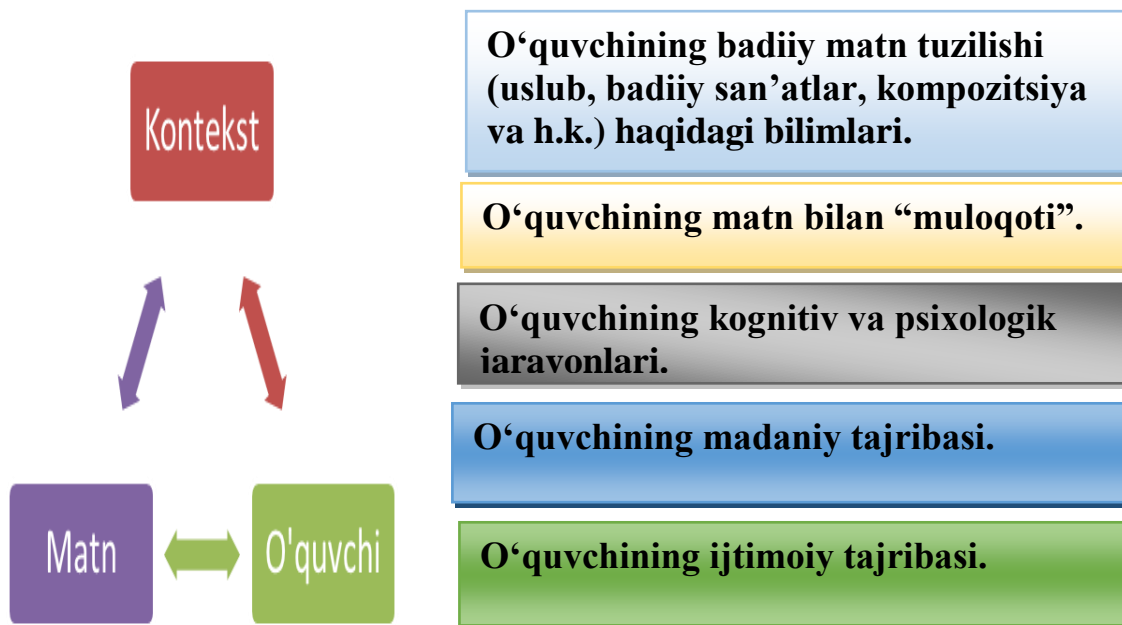 Kontekst
Matn
O'quvchi
O‘quvchining badiiy matn tuzilishi
(uslub, badiiy san’atlar, kompozitsiya
va h.k.) haqidagi bilimlari.
O‘quvchining matn bilan “muloqoti”.
O‘quvchining kognitiv va psixologik
jarayonlari.
O‘quvchining madaniy tajribasi.
O‘quvchining ijtimoiy tajribasi.